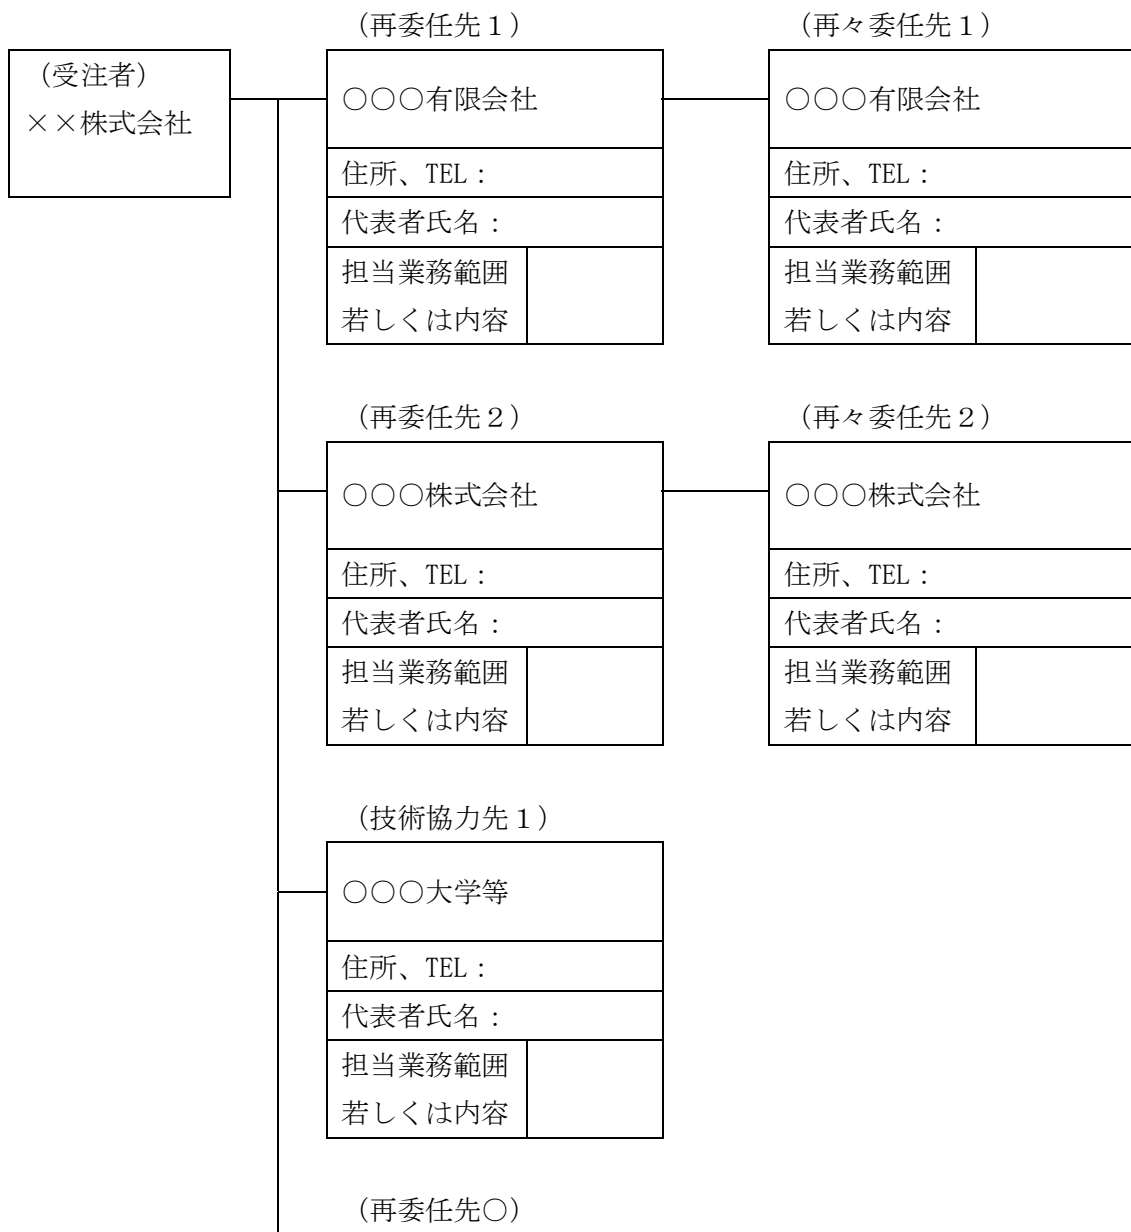 （受注者）
××株式会社
（再委任先１）
○○○有限会社
住所、TEL：
代表者氏名：
担当業務範囲
若しくは内容
（再々委任先１）
○○○有限会社
住所、TEL：
代表者氏名：
担当業務範囲
若しくは内容
（再委任先２）
○○○株式会社
住所、TEL：
代表者氏名：
担当業務範囲
若しくは内容
（再々委任先２）
○○○株式会社
住所、TEL：
代表者氏名：
担当業務範囲
若しくは内容
（技術協力先１）
○○○大学等
住所、TEL：
代表者氏名：
担当業務範囲
若しくは内容
（再委任先○）